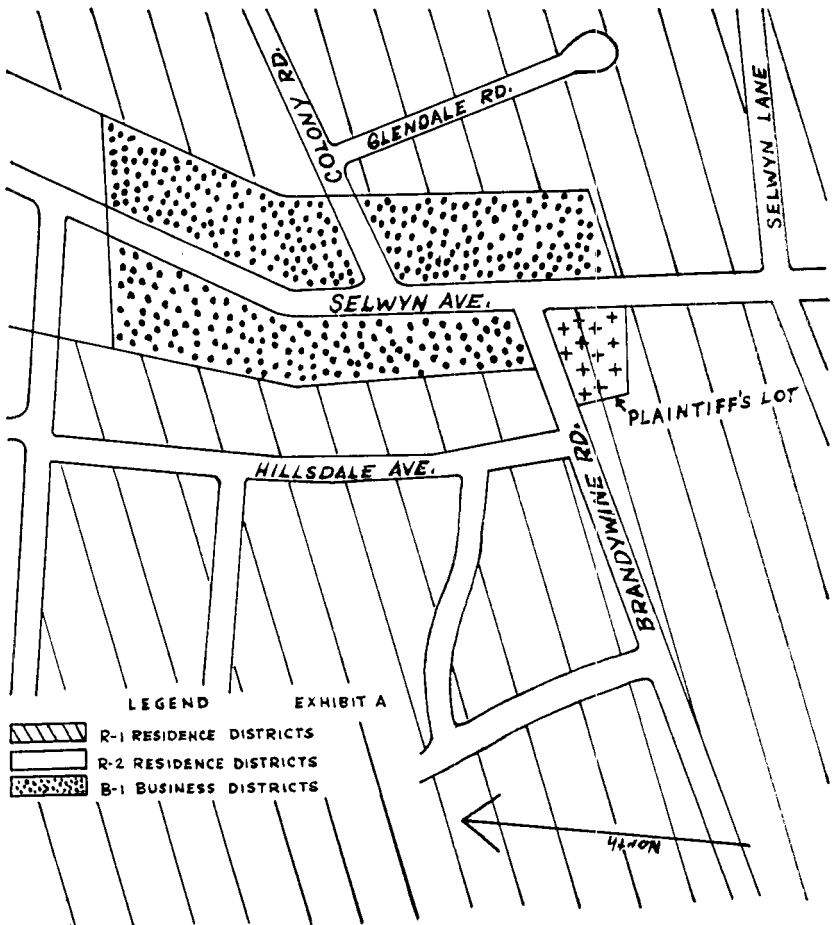 COLONY RD.
GLENDALE RD.
SELWYN LANE
SELWYN AVE.
PLAINTIFF'S LOT
HILLSDALE AVE.
BRANDYWINE RD.
LEGEND EXHIBIT A
R-1 RESIDENCE DISTRICTS
R-2 RESIDENCE DISTRICTS
B-1 BUSINESS DISTRICTS
North